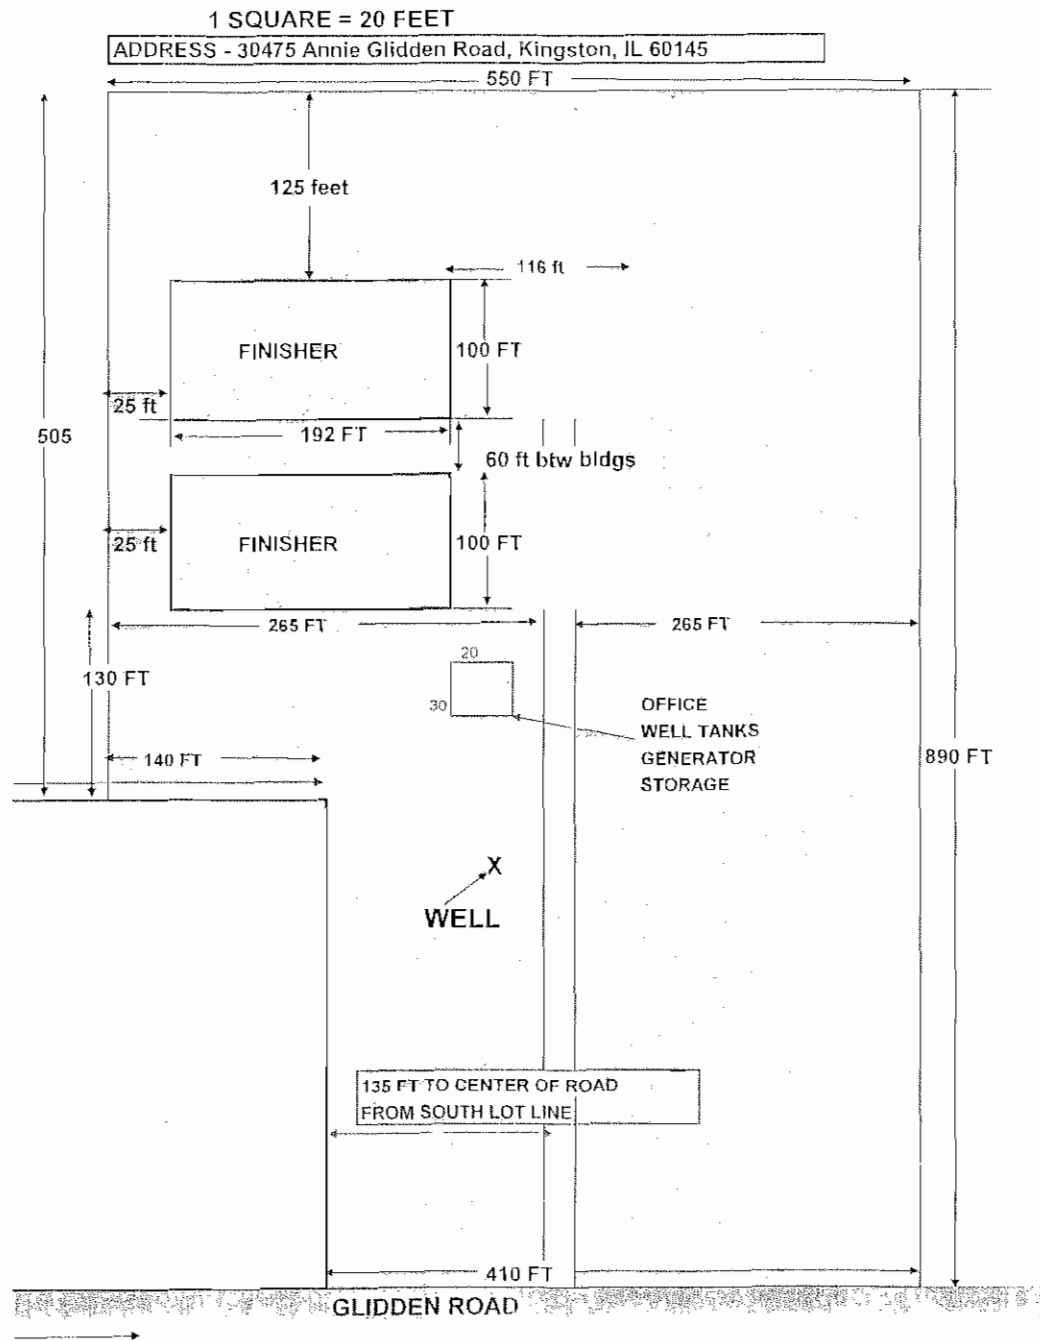 1 SQUARE = 20 FEET
ADDRESS - 30475 Annie Glidden Road, Kingston, IL 60145
550 FT
125 feet
116 ft
FINISHER
100 FT
25 ft
505
192 FT
60 ft btw bldgs
25 ft
FINISHER
100 FT
265 FT
265 FT
130 FT
20
30
OFFICE
WELL TANKS
GENERATOR
STORAGE
140 FT
890 FT
X
WELL
135 FT TO CENTER OF ROAD
FROM SOUTH LOT LINE
410 FT
GLIDDEN ROAD